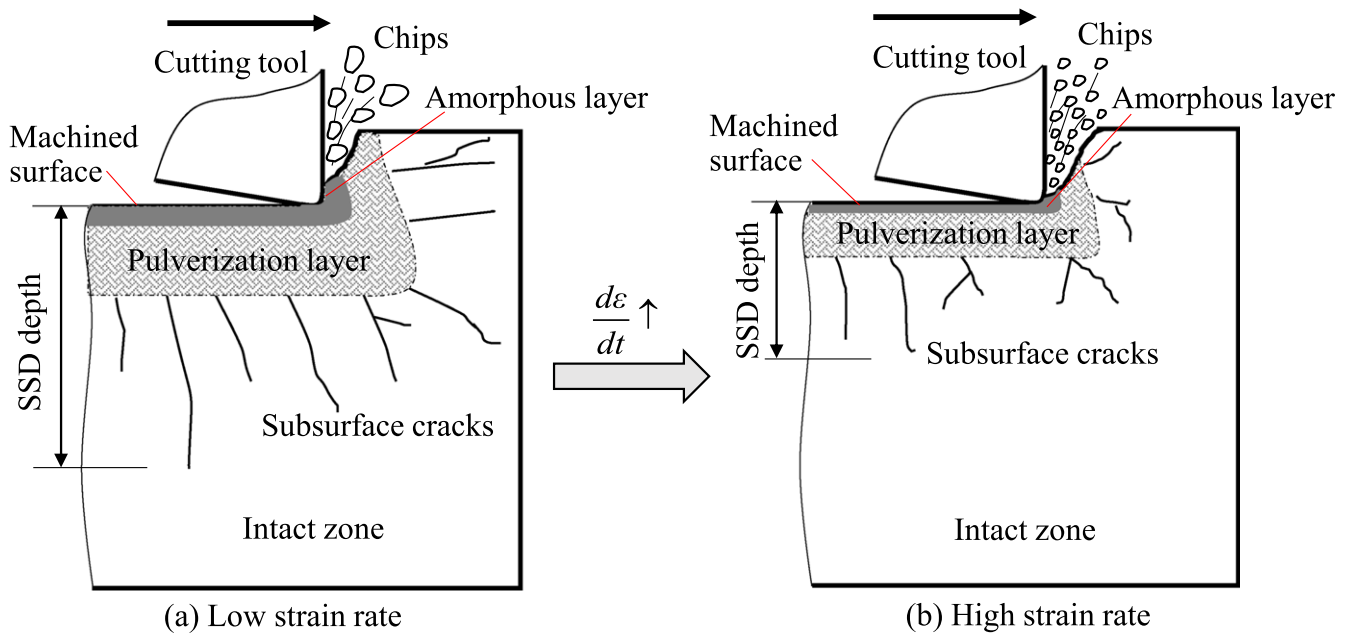 Cutting tool
Chips
Amorphous layer
Machined
surface
Pulverization layer
SSD depth
Subsurface cracks
Intact zone
(a) Low strain rate
dε
dt
↑
Cutting tool
Chips
Amorphous layer
Machined
surface
Pulverization layer
SSD depth
Subsurface cracks
Intact zone
(b) High strain rate